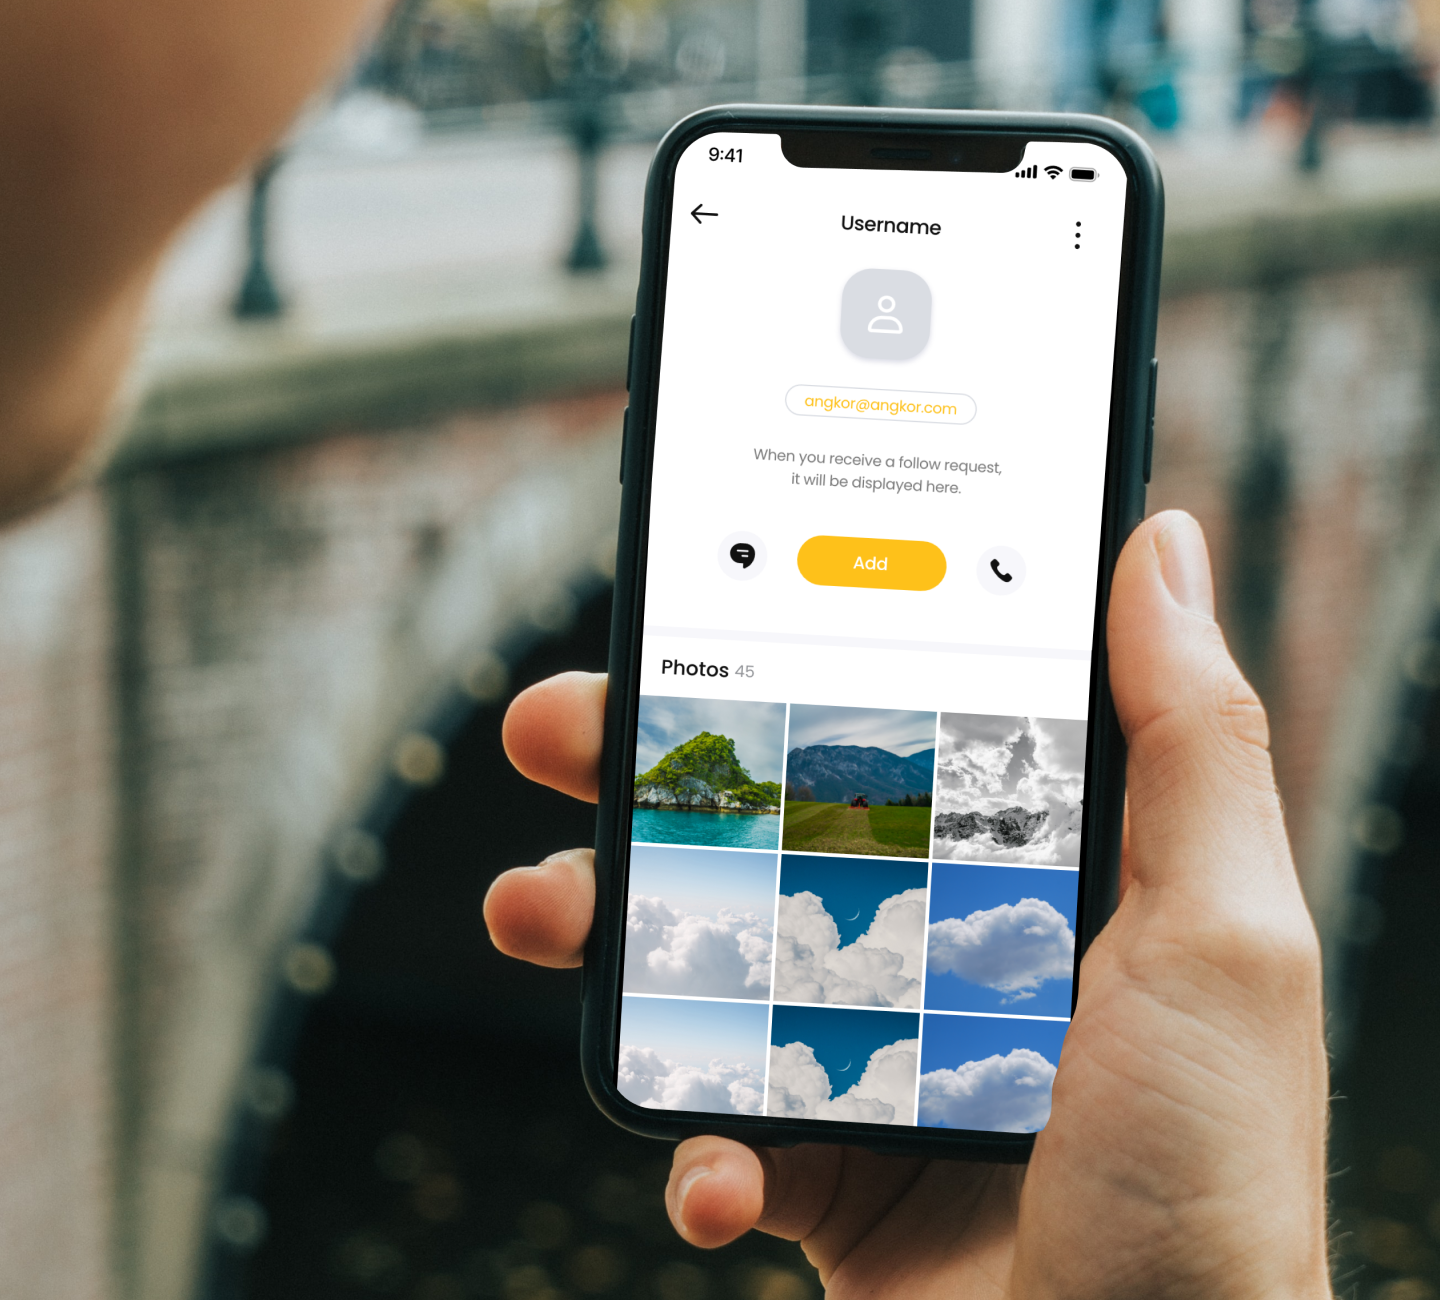 9:41
Username
angkor@angkor.com
When you receive a follow request,
it will be displayed here.
Add
Photos 45